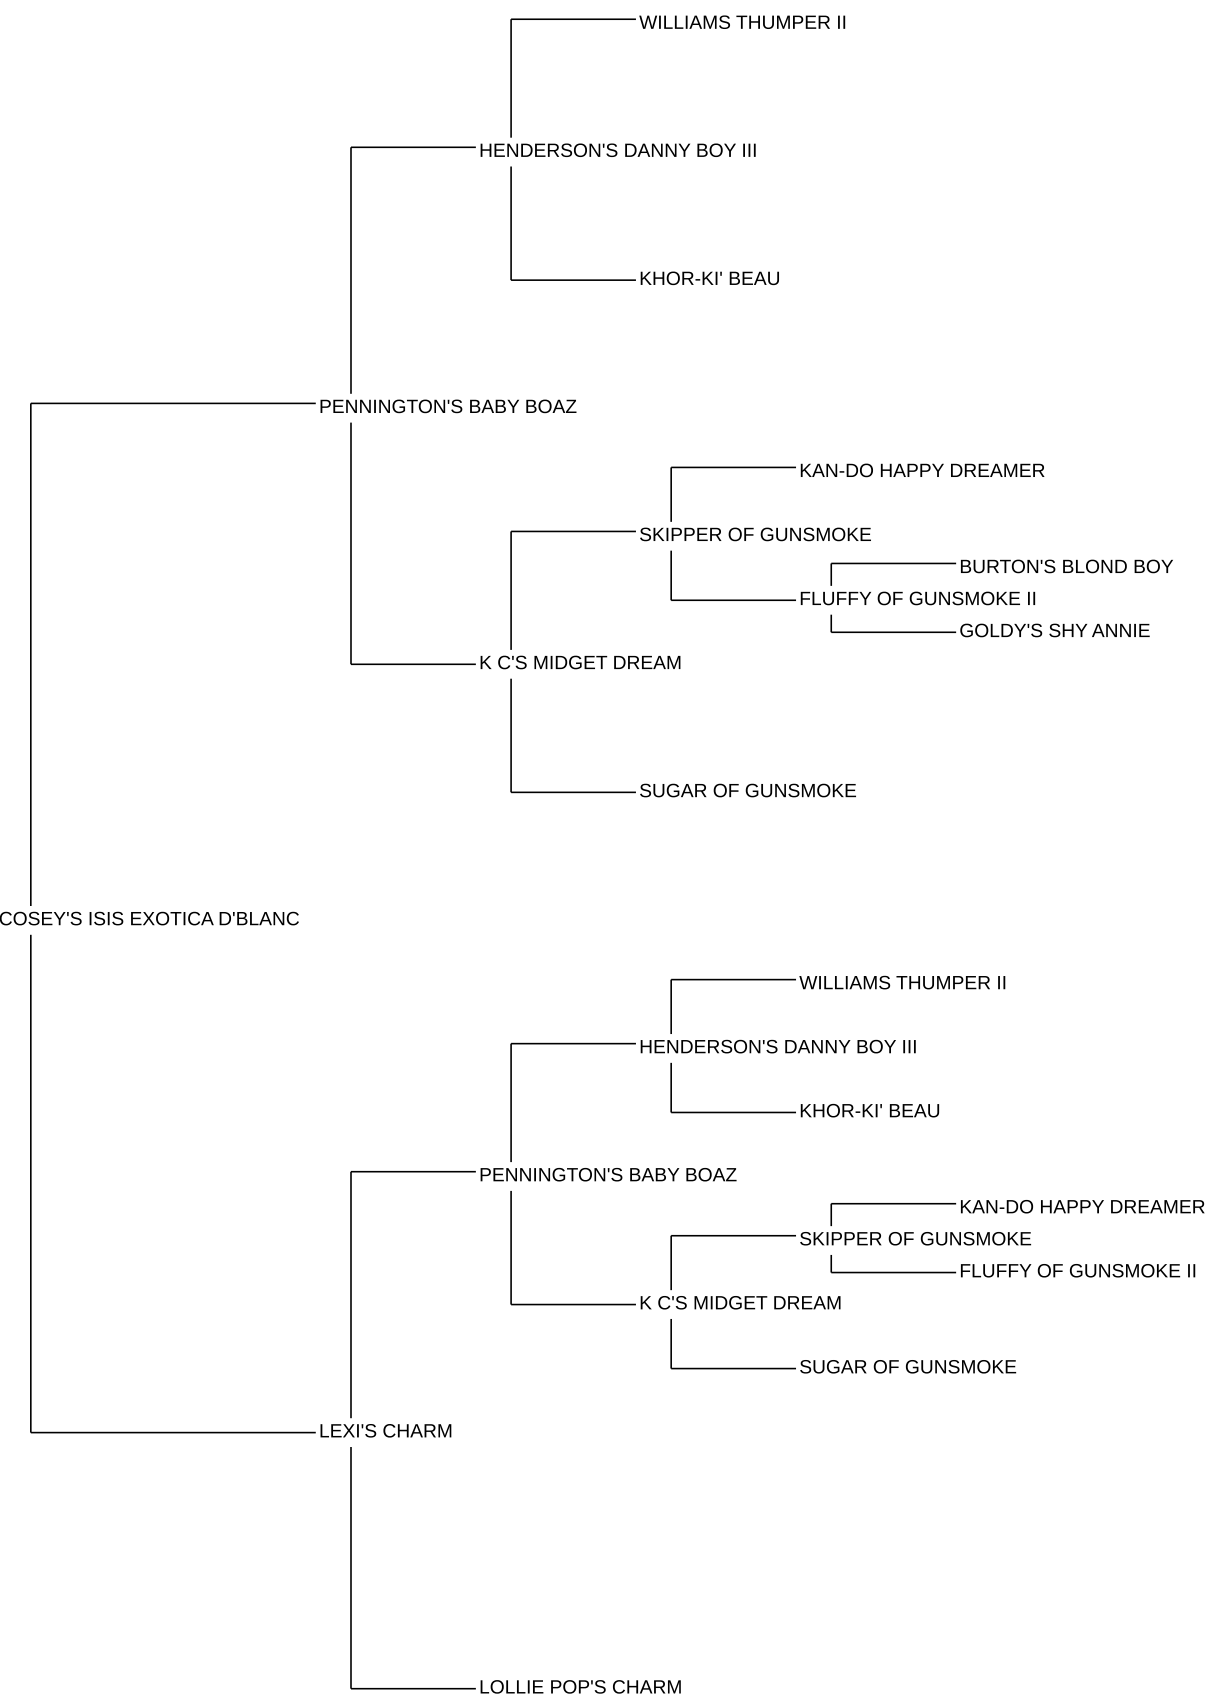 WILLIAMS THUMPER II
HENDERSON'S DANNY BOY III
KHOR-KI' BEAU
PENNINGTON'S BABY BOAZ
KAN-DO HAPPY DREAMER
SKIPPER OF GUNSMOKE
BURTON'S BLOND BOY
FLUFFY OF GUNSMOKE II
GOLDY'S SHY ANNIE
K C'S MIDGET DREAM
SUGAR OF GUNSMOKE
COSEY'S ISIS EXOTICA D'BLANC
WILLIAMS THUMPER II
HENDERSON'S DANNY BOY III
KHOR-KI' BEAU
PENNINGTON'S BABY BOAZ
KAN-DO HAPPY DREAMER
SKIPPER OF GUNSMOKE
FLUFFY OF GUNSMOKE II
K C'S MIDGET DREAM
SUGAR OF GUNSMOKE
LEXI'S CHARM
LOLLIE POP'S CHARM